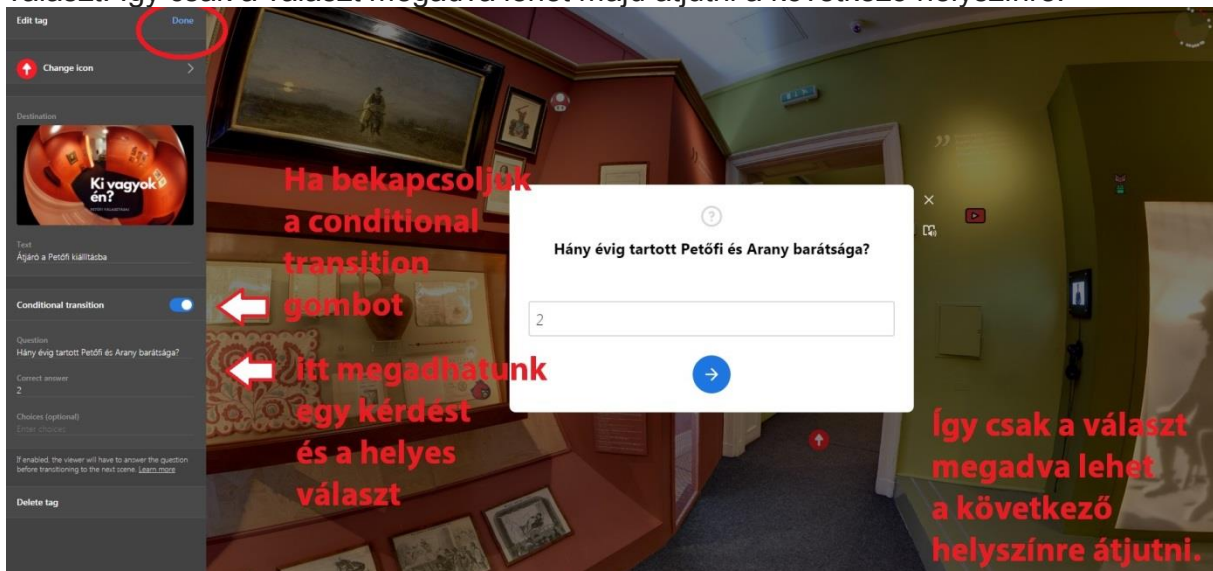 választ. Így csak a választ megadva lehet majd átjutni a következő helyszínre.
Edit tag
Done
Change icon
Destination
Ki vagyok
én?
Text
Átjáró a Petőfi kiállításba
Conditional transition
Question
Hány évig tartott Petőfi és Arany barátsága?
Correct answer
2
Choices (optional)
Enter choices
If enabled, the viewer will have to answer the question
before transitioning to the next scene. Learn more
Delete tag
Ha bekapcsoljuk
a conditional
transition
gombot
itt megadhatunk
egy kérdést
és a helyes
választ
Hány évig tartott Petőfi és Arany barátsága?
2
Így csak a választ
megadva lehet
a következő
helyszínre átjutni.